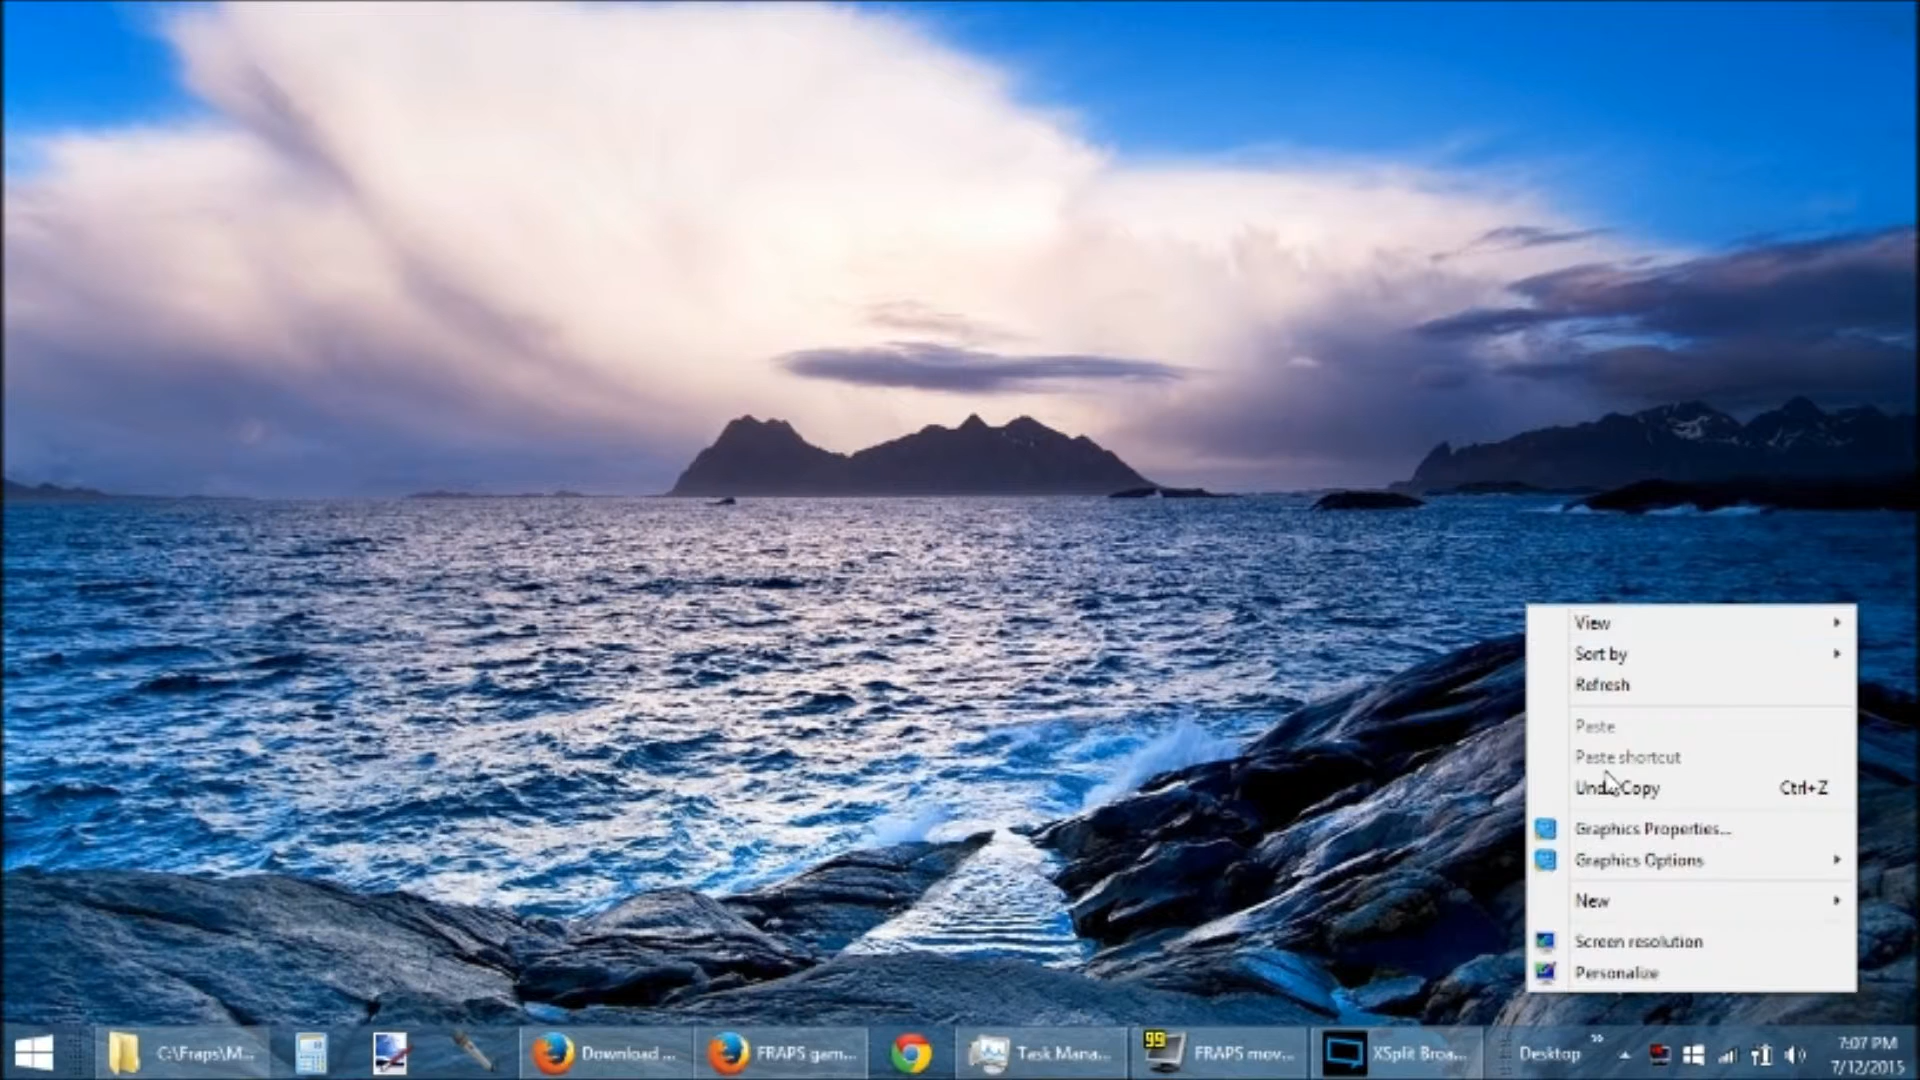 View
Sort by
Refresh
Paste
Paste shortcut
Undo Copy Ctrl+Z
Graphics Properties...
Graphics Options
New
Screen resolution
Personalize
C:\Fraps\M...
Download ...
FRAPS gam...
Task Mana...
99
FRAPS mov...
XSplit Broa...
Desktop
7:07 PM
7/12/2015